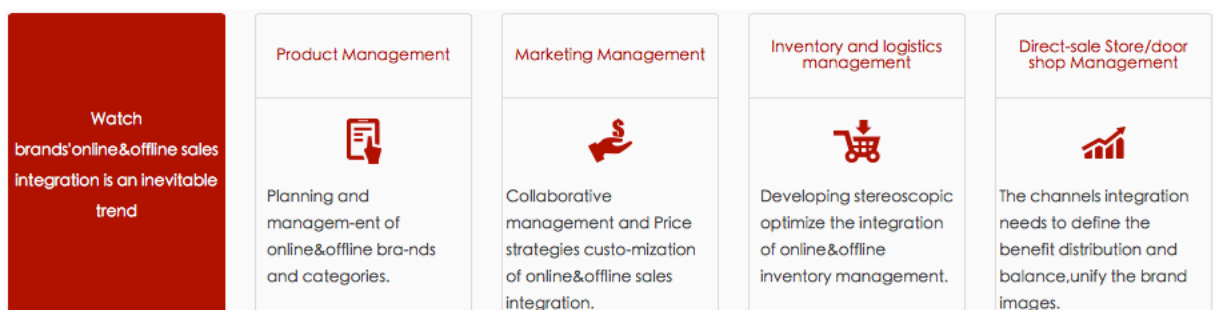 Watch
brands'online&offline sales
integration is an inevitable
trend
Product Management
Planning and
managem-ent of
online&offline bra-nds
and categories.
Marketing Management
$
Collaborative
management and Price
strategies custo-mization
of online&offline sales
integration.
Inventory and logistics
management
Developing stereoscopic
optimize the integration
of online&offline
inventory management.
Direct-sale Store/door
shop Management
The channels integration
needs to define the
benefit distribution and
balance,unify the brand
images.